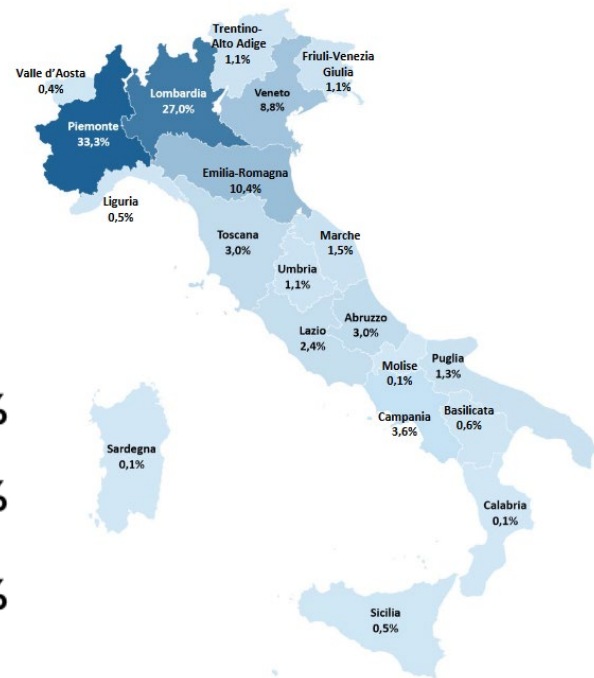 Trentino-
Alto Adige
1,1%
Friuli-Venezia
Giulia
1,1%
Valle d'Aosta
0,4%
Lombardia
27,0%
Veneto
8,8%
Piemonte
33,3%
Emilia-Romagna
10,4%
Liguria
0,5%
Toscana
3,0%
Marche
1,5%
Umbria
1,1%
Abruzzo
3,0%
Lazio
2,4%
Molise
0,1%
Puglia
1,3%
Campania
3,6%
Basilicata
0,6%
Sardegna
0,1%
Calabria
0,1%
Sicilia
0,5%
%
%
%